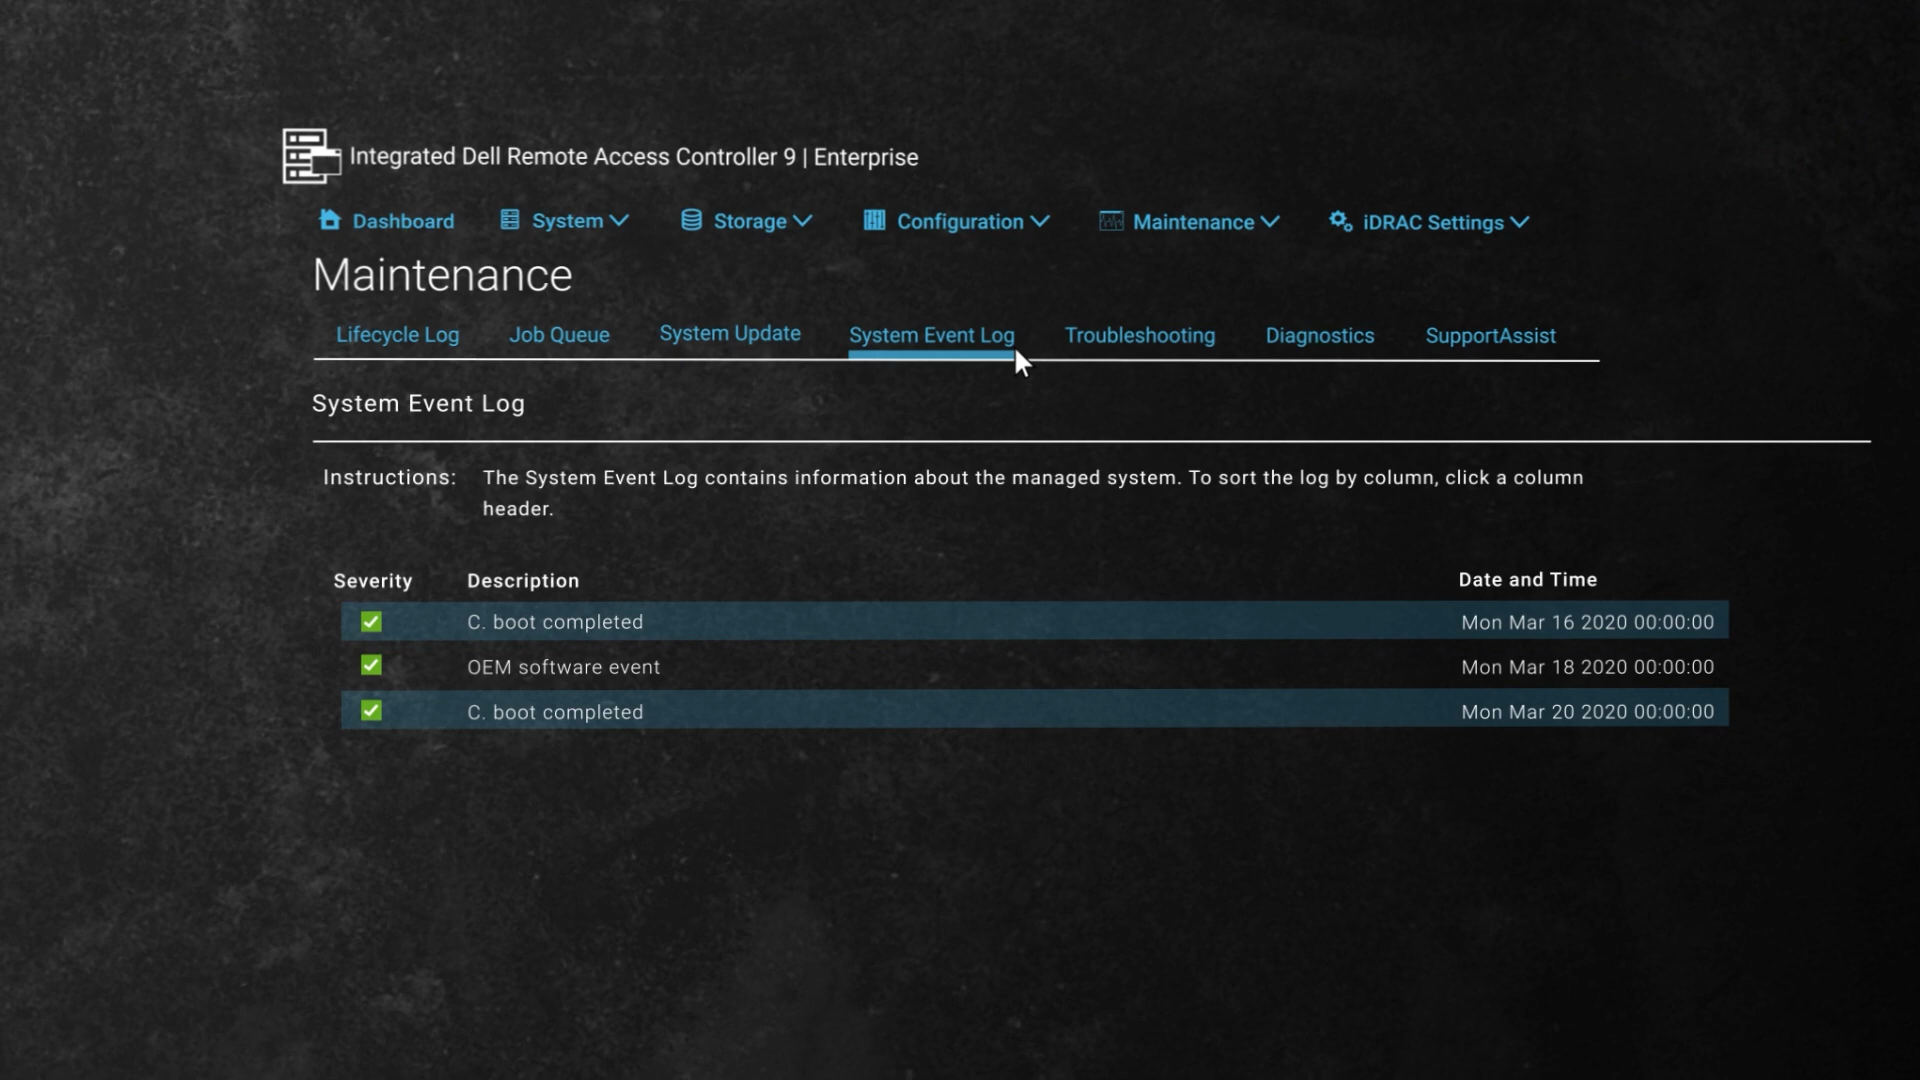 Integrated Dell Remote Access Controller 9 | Enterprise
Dashboard System Storage Configuration Maintenance iDRAC Settings
Maintenance
Lifecycle Log Job Queue System Update System Event Log Troubleshooting Diagnostics SupportAssist
System Event Log
Instructions: The System Event Log contains information about the managed system. To sort the log by column, click a column
header.
Severity Description Date and Time
C. boot completed Mon Mar 16 2020 00:00:00
OEM software event Mon Mar 18 2020 00:00:00
C. boot completed Mon Mar 20 2020 00:00:00